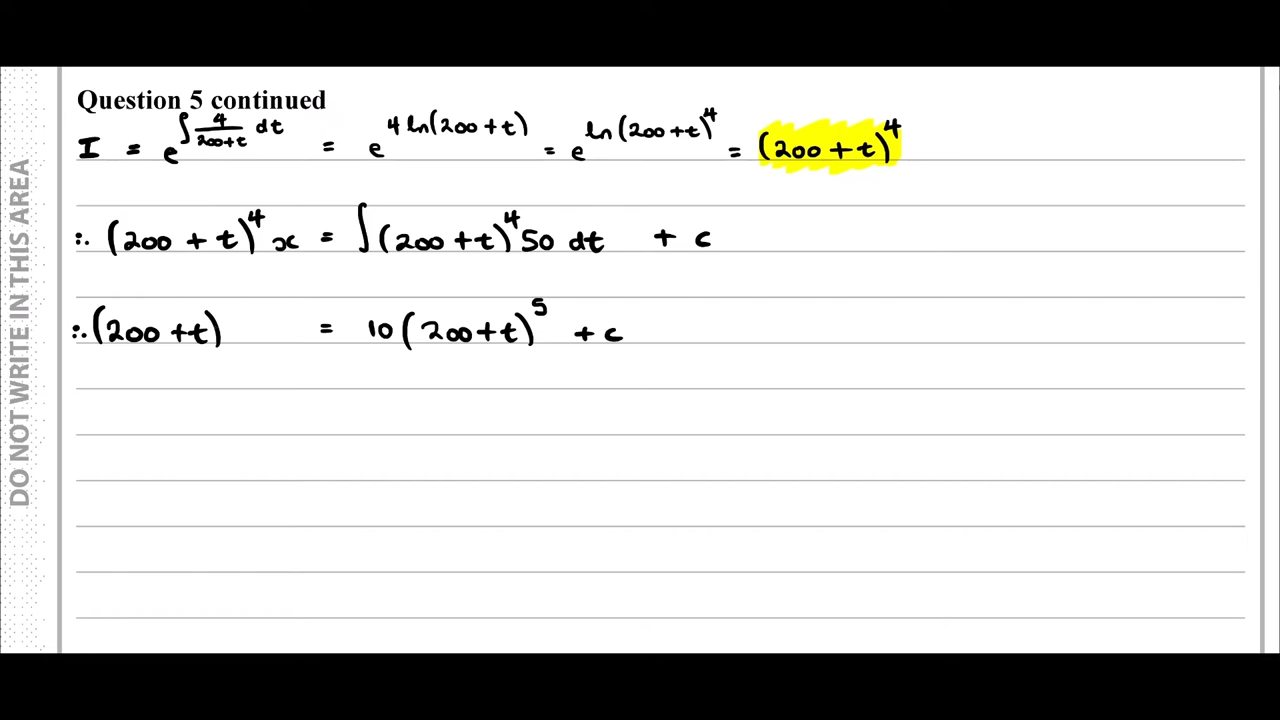 Question 5 continued
I = e^{∫ 4/(200+t) dt} = e^{4 ln(200+t)} = e^{ln(200+t)^4} = (200+t)^4
∴ (200+t)^4 x = ∫(200+t)^4 50 dt + c
∴ (200+t) = 10(200+t)^5 + c
DO NOT WRITE IN THIS AREA